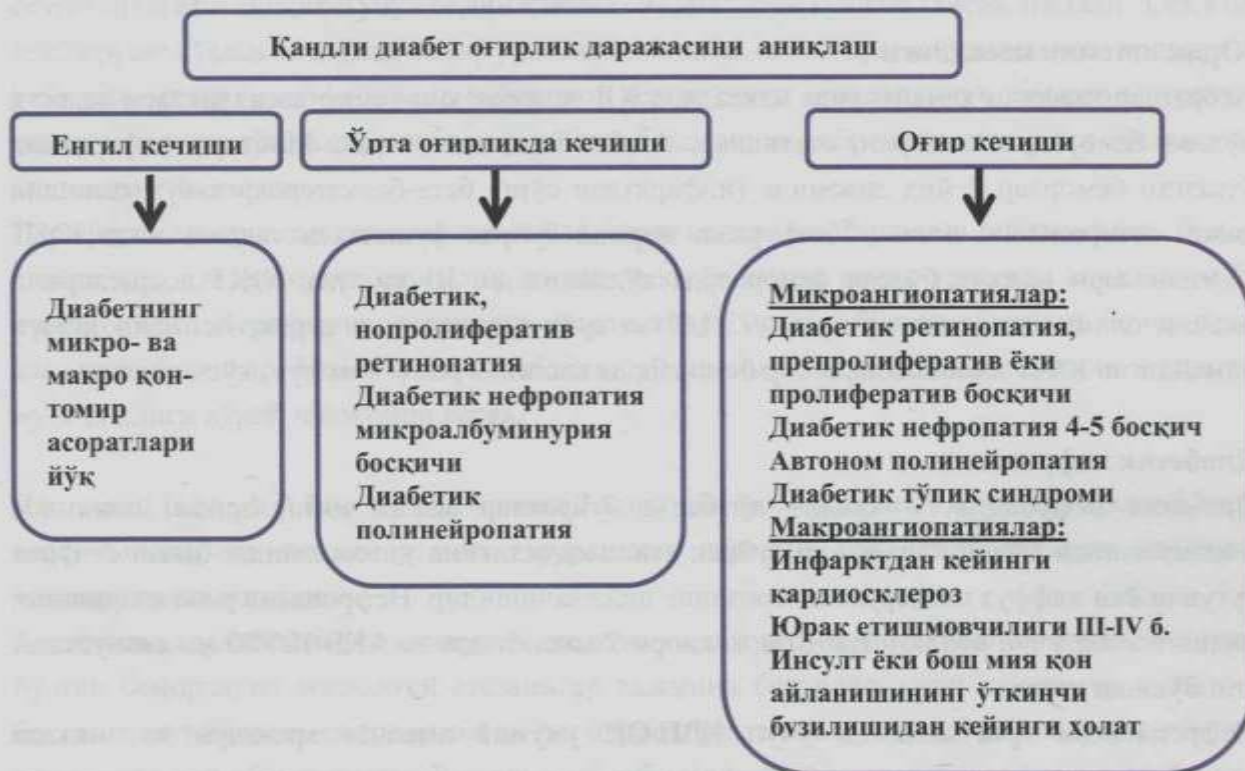 Қандли диабет оғирлик даражасини аниқлаш
Енгил кечиши
Ўрта оғирликда кечиши
Оғир кечиши
Диабетнинг
микро- ва
макро қон-
томир
асоратлари
йўқ
Диабетик,
нопролифератив
ретинопатия
Диабетик нефропатия
микроалбуминурия
босқичи
Диабетик
полинейропатия
Микроангиопатиялар:
Диабетик ретинопатия,
препролифератив ёки
пролифератив босқичи
Диабетик нефропатия 4-5 босқич
Автоном полинейропатия
Диабетик тўпиқ синдроми
Макроангиопатиялар:
Инфарктдан кейинги
кардиосклероз
Юрак етишмовчилиги III-IV б.
Инсулт ёки бош мия қон
айланишининг ўткинчи
бузилишидан кейинги ҳолат